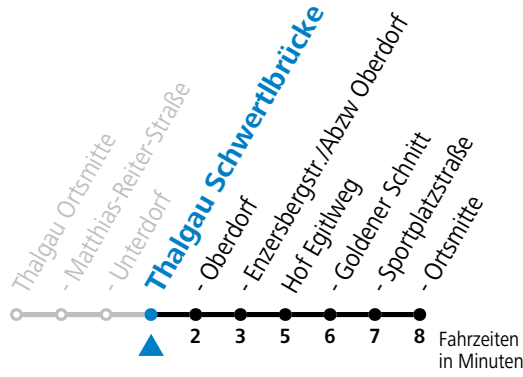 Thalgau Ortsmitte
- Matthias-Reiter-Straße
- Unterdorf
Thalgau Schwertlbrücke
- Oberdorf
- Enzersbergstr./Abzw Oberdorf
Hof Egitlweg
- Goldener Schnitt
- Sportplatzstraße
- Ortsmitte
2 3 5 6 7 8 Fahrzeiten
in Minuten